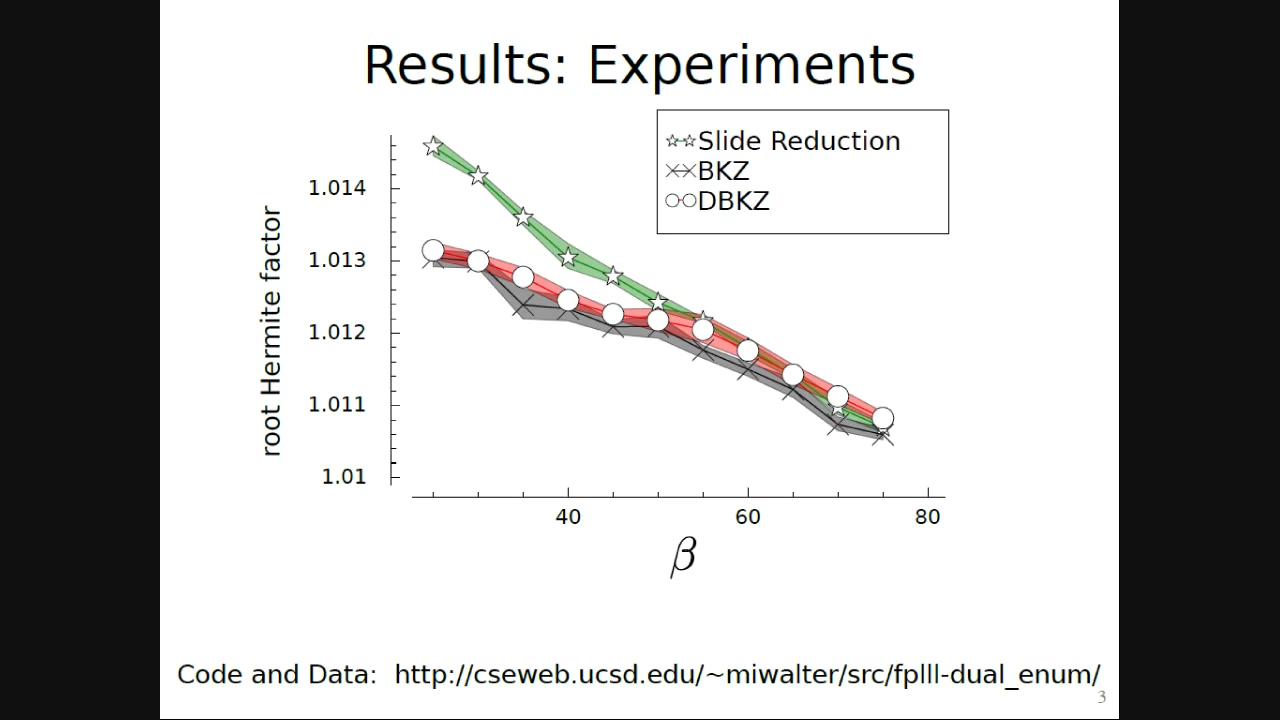 Results: Experiments
Slide Reduction
BKZ
DBKZ
1.014
1.013
1.012
1.011
1.01
root Hermite factor
40 60 80
β
Code and Data: http://cseweb.ucsd.edu/~miwalter/src/fplll-dual_enum/
3